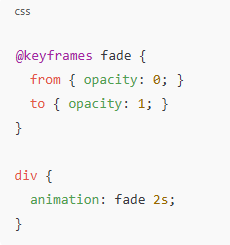 css
@keyframes fade {
  from { opacity: 0; }
  to { opacity: 1; }
}
div {
  animation: fade 2s;
}